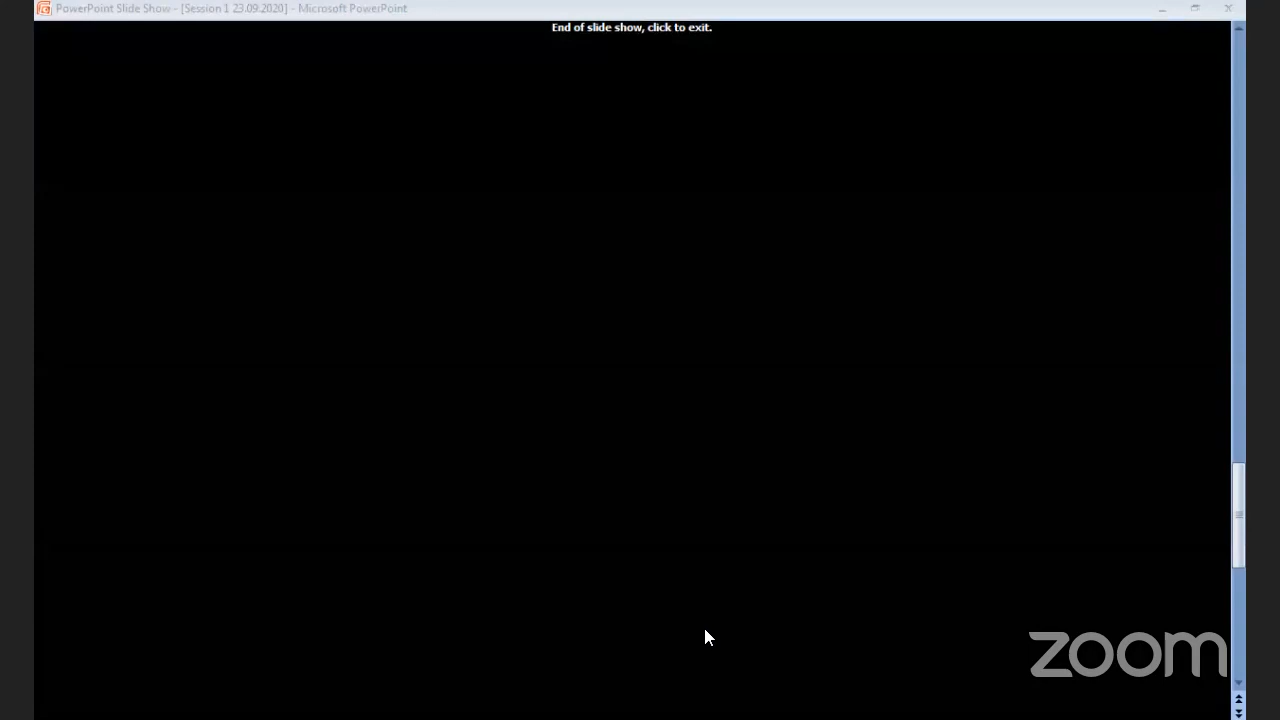 PowerPoint Slide Show - [Session 1 23.09.2020] - Microsoft PowerPoint
End of slide show, click to exit.
zoom